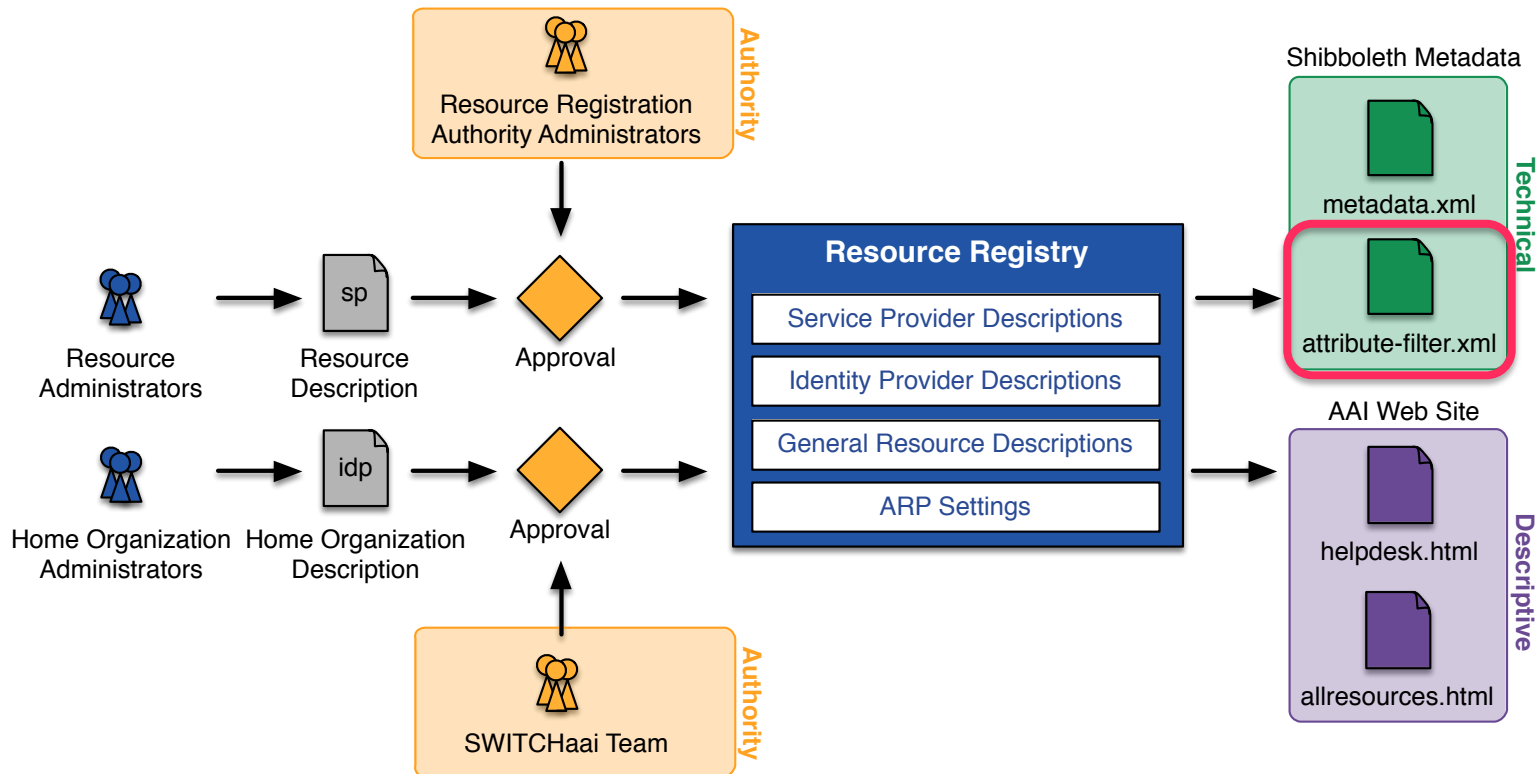 Resource Registration
Authority Administrators
Authority
Shibboleth Metadata
metadata.xml
attribute-filter.xml
Technical
Resource
Administrators
sp
Resource
Description
Approval
Resource Registry
Service Provider Descriptions
Identity Provider Descriptions
General Resource Descriptions
ARP Settings
Home Organization
Administrators
idp
Home Organization
Description
Approval
AAI Web Site
helpdesk.html
allresources.html
Descriptive
SWITCHaai Team
Authority